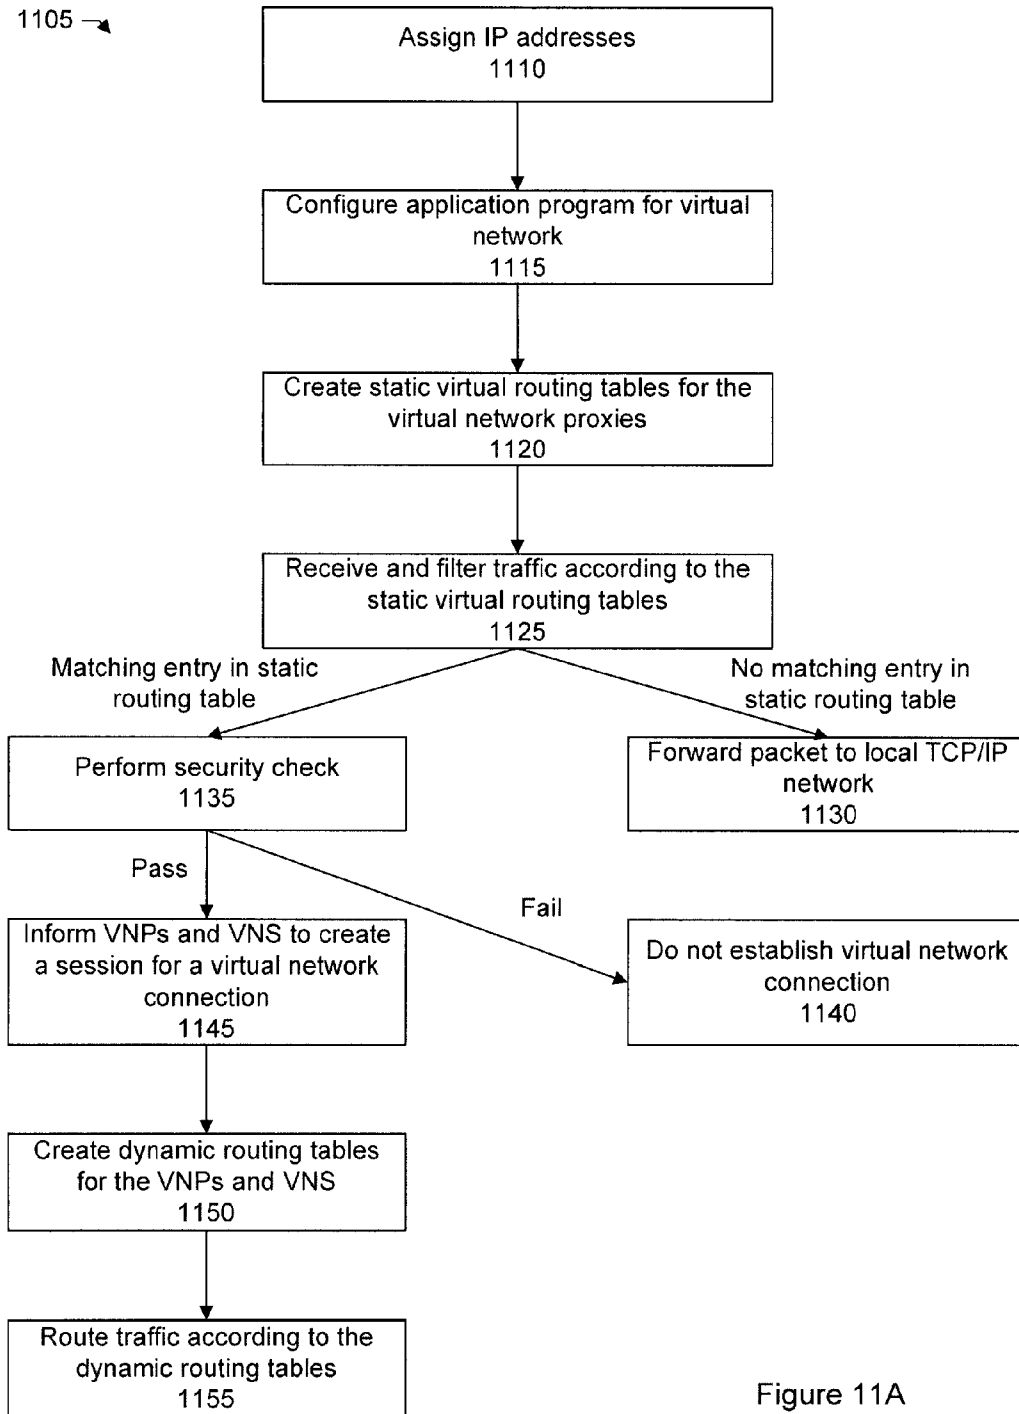 1105
Assign IP addresses
1110
Configure application program for virtual
network
1115
Create static virtual routing tables for the
virtual network proxies
1120
Receive and filter traffic according to the
static virtual routing tables
1125
Matching entry in static
routing table
No matching entry in
static routing table
Perform security check
1135
Forward packet to local TCP/IP
network
1130
Pass
Fail
Inform VNPs and VNS to create
a session for a virtual network
connection
1145
Do not establish virtual network
connection
1140
Create dynamic routing tables
for the VNPs and VNS
1150
Route traffic according to the
dynamic routing tables
1155
Figure 11A